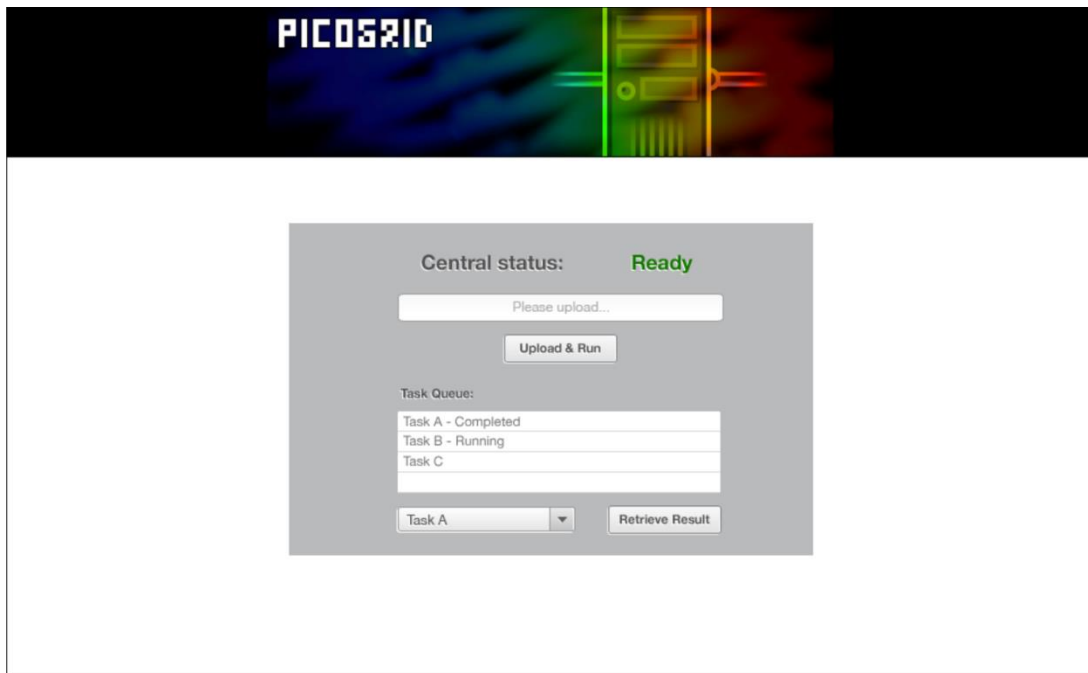 PICOGRID
Central status: Ready
Please upload...
Upload & Run
Task Queue:
Task A - Completed
Task B - Running
Task C
Task A
Retrieve Result